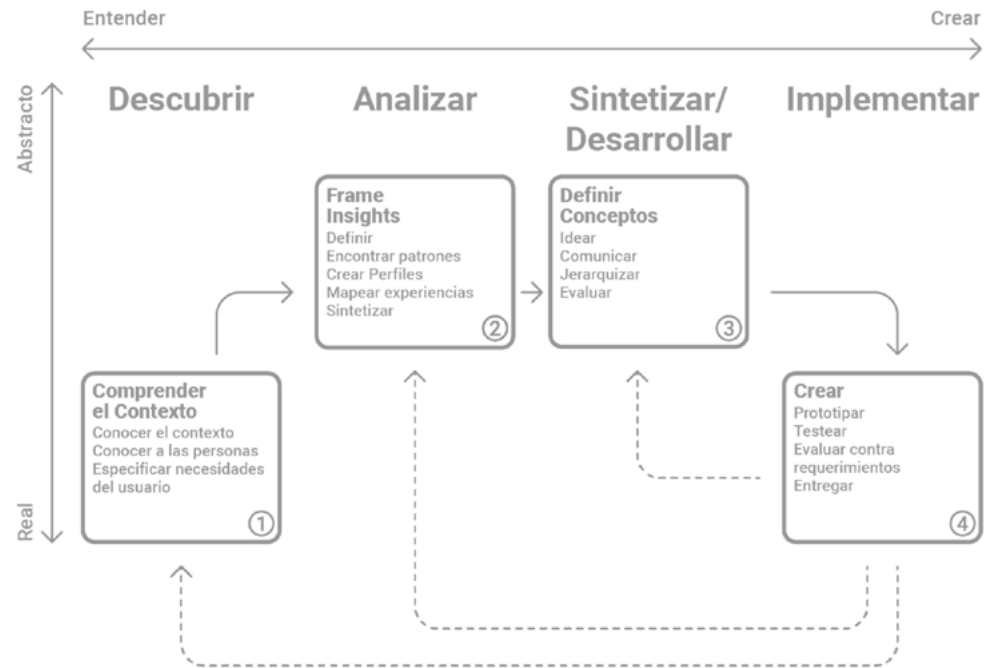 Entender
Crear
Abstracto
Real
Descubrir
Analizar
Sintetizar/
Desarrollar
Implementar
Comprender
el Contexto
Conocer el contexto
Conocer a las personas
Especificar necesidades
del usuario
1
Frame
Insights
Definir
Encontrar patrones
Crear Perfiles
Mapear experiencias
Sintetizar
2
Definir
Conceptos
Idear
Comunicar
Jerarquizar
Evaluar
3
Crear
Prototipar
Testear
Evaluar contra
requerimientos
Entregar
4